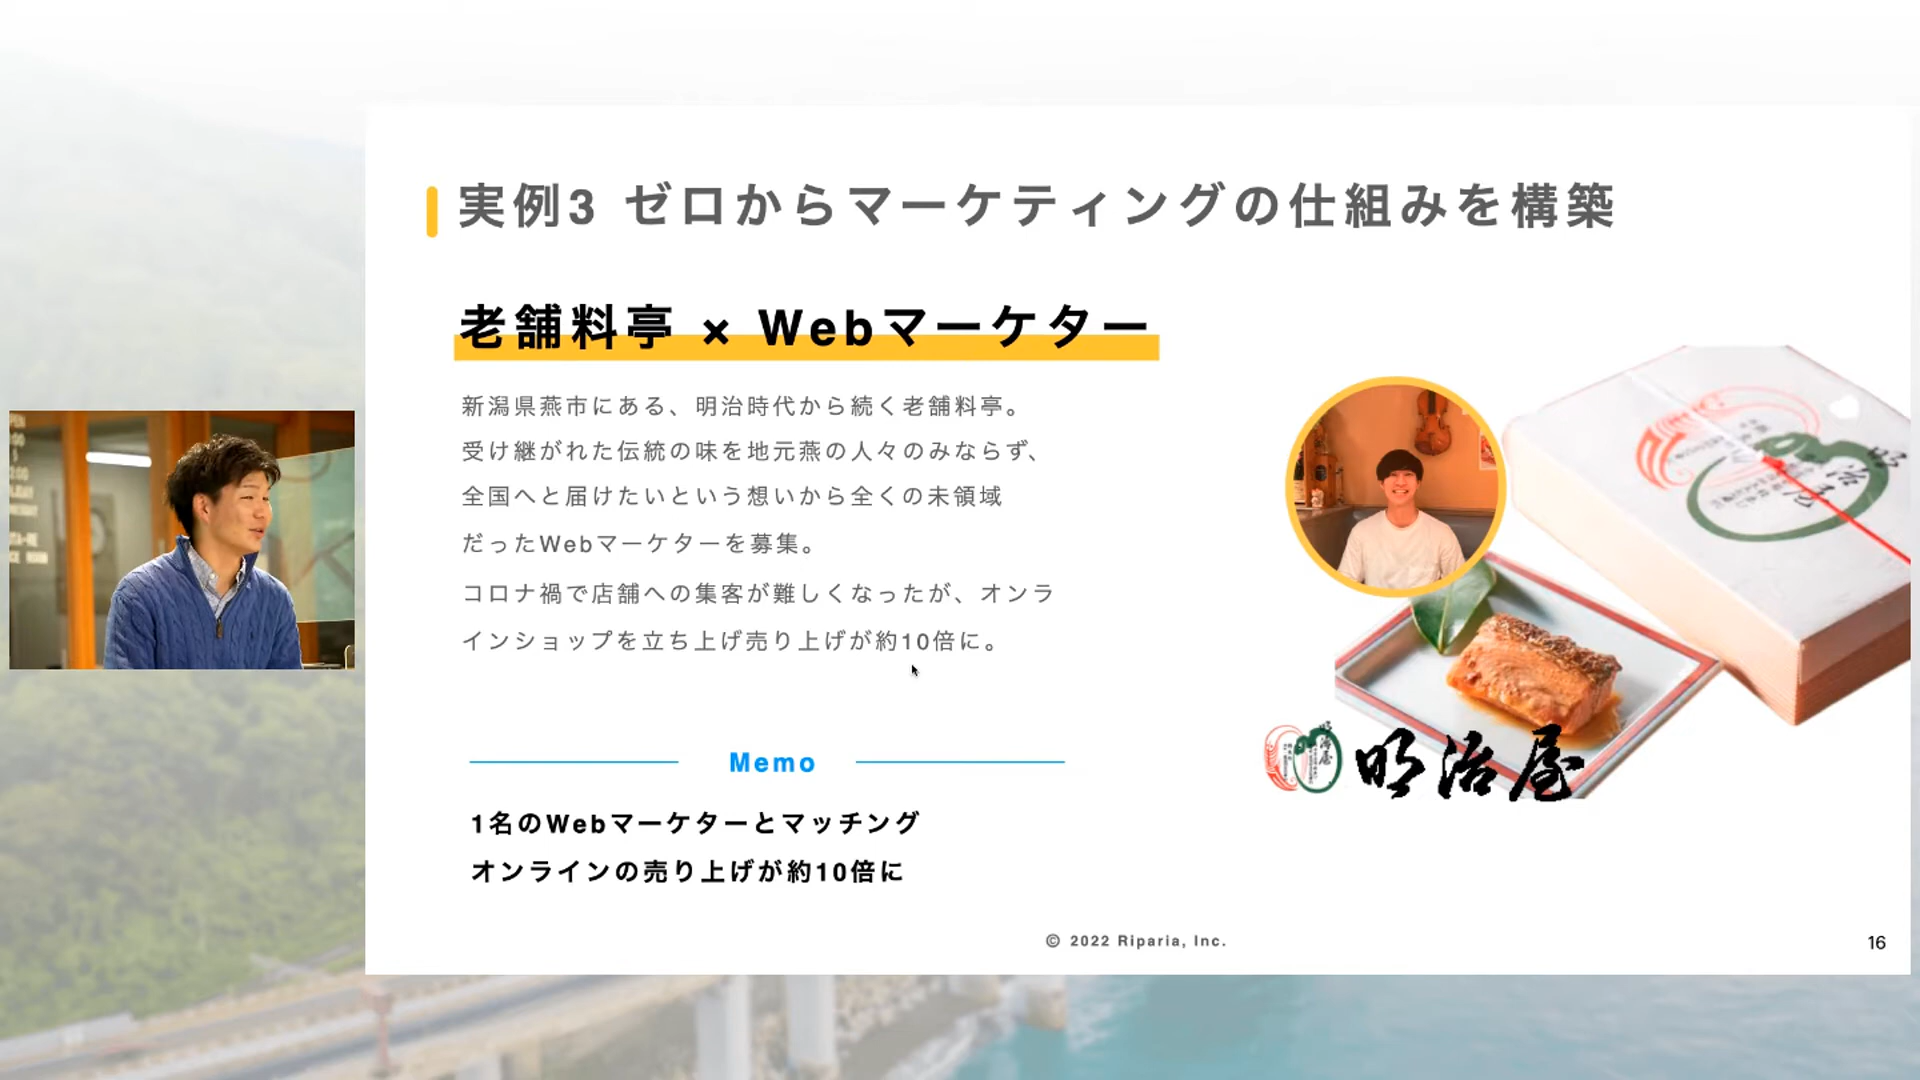 実例3 ゼロからマーケティングの仕組みを構築
老舗料亭 × Webマーケター
新潟県燕市にある、明治時代から続く老舗料亭。
受け継がれた伝統の味を地元燕の人々のみならず、
全国へと届けたいという想いから全くの未領域
だったWebマーケターを募集。
コロナ禍で店舗への集客が難しくなったが、オンラ
インショップを立ち上げ売り上げが約10倍に。
Memo
1名のWebマーケターとマッチング
オンラインの売り上げが約10倍に
明治屋
明治屋
© 2022 Riparia, Inc.
16